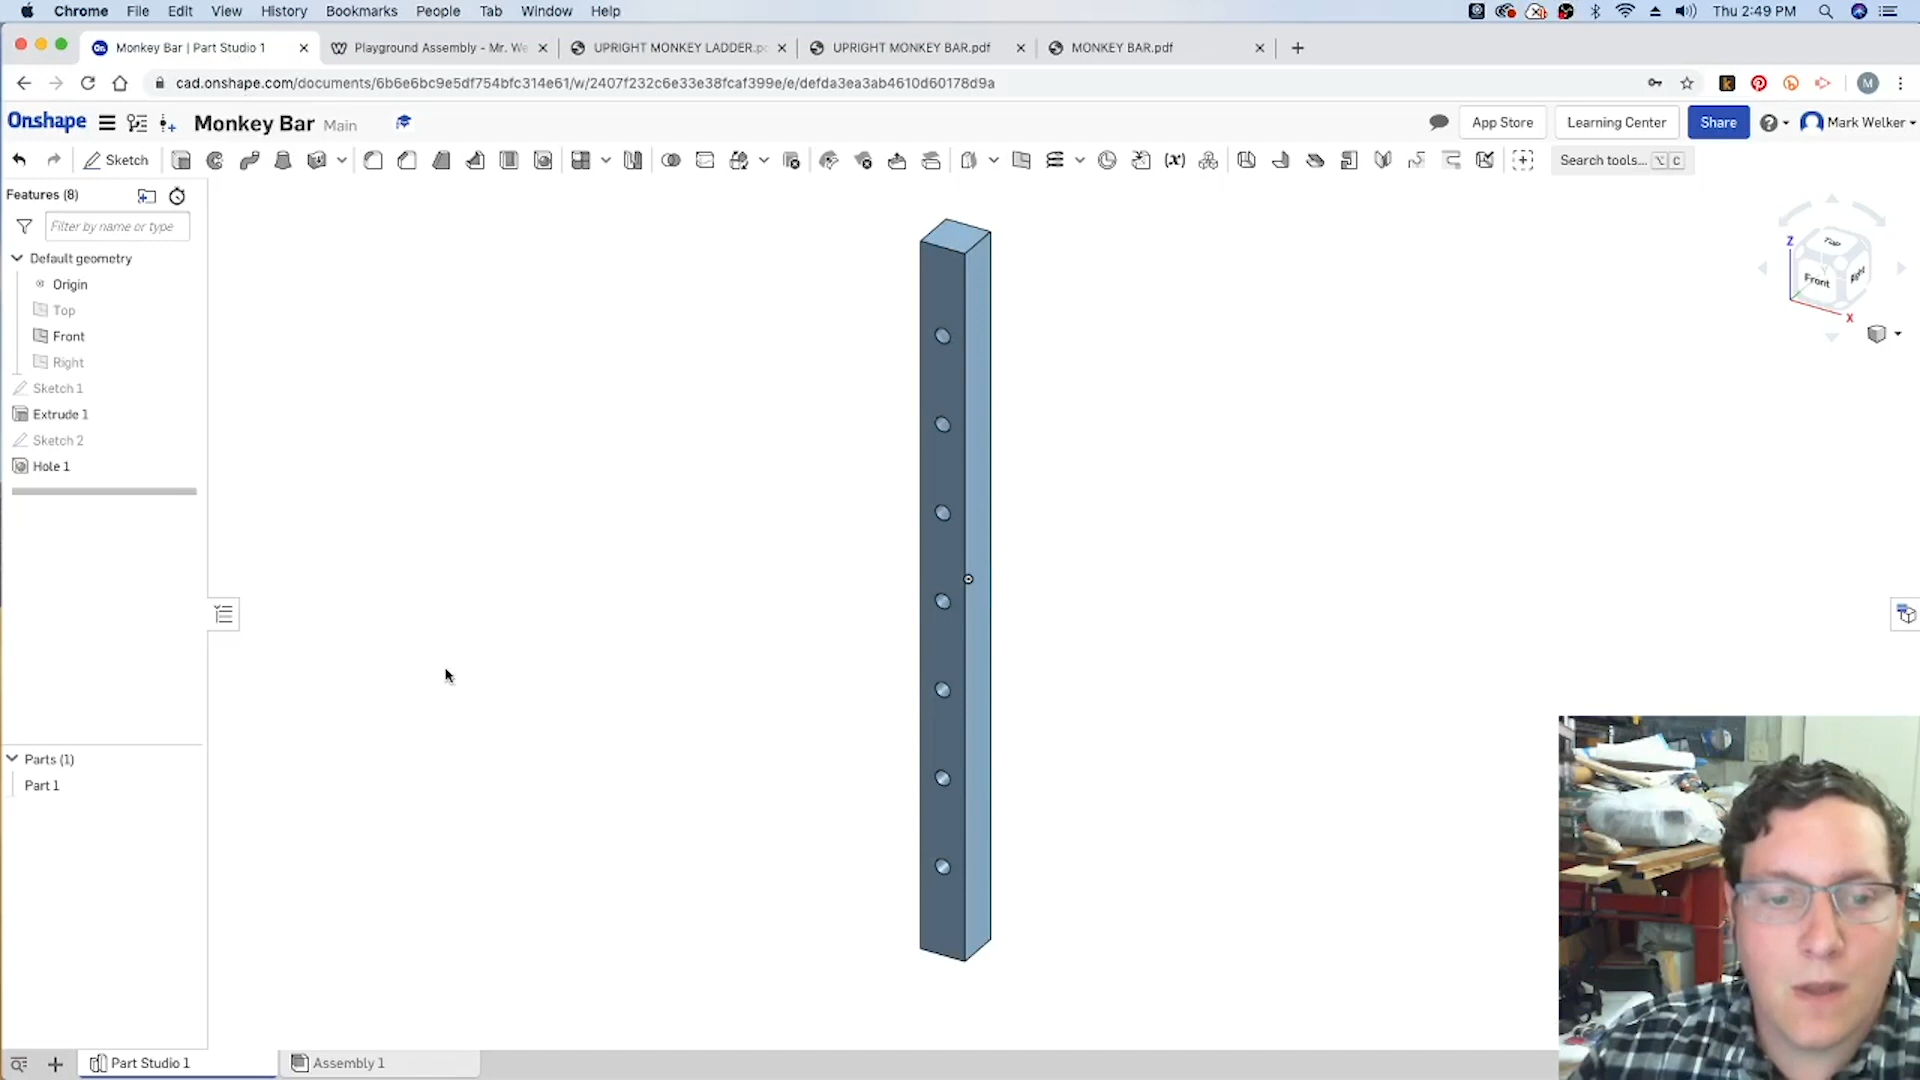 Chrome File Edit View History Bookmarks People Tab Window Help Thu 2:49 PM
Monkey Bar | Part Studio 1
Playground Assembly - Mr. We
UPRIGHT MONKEY LADDER.pd
UPRIGHT MONKEY BAR.pdf
MONKEY BAR.pdf
cad.onshape.com/documents/6b6e6bc9e5df754bfc314e61/w/2407f232c6e33e38fcaf399e/e/defda3ea3ab4610d60178d9a
M
Onshape Monkey Bar Main App Store Learning Center Share Mark Welker
Sketch (x) Search tools... ⌥ C
Features (8)
Filter by name or type
Default geometry
Origin
Top
Front
Right
Sketch 1
Extrude 1
Sketch 2
Hole 1
Z
Top
Front
Right
X
Parts (1)
Part 1
Part Studio 1
Assembly 1